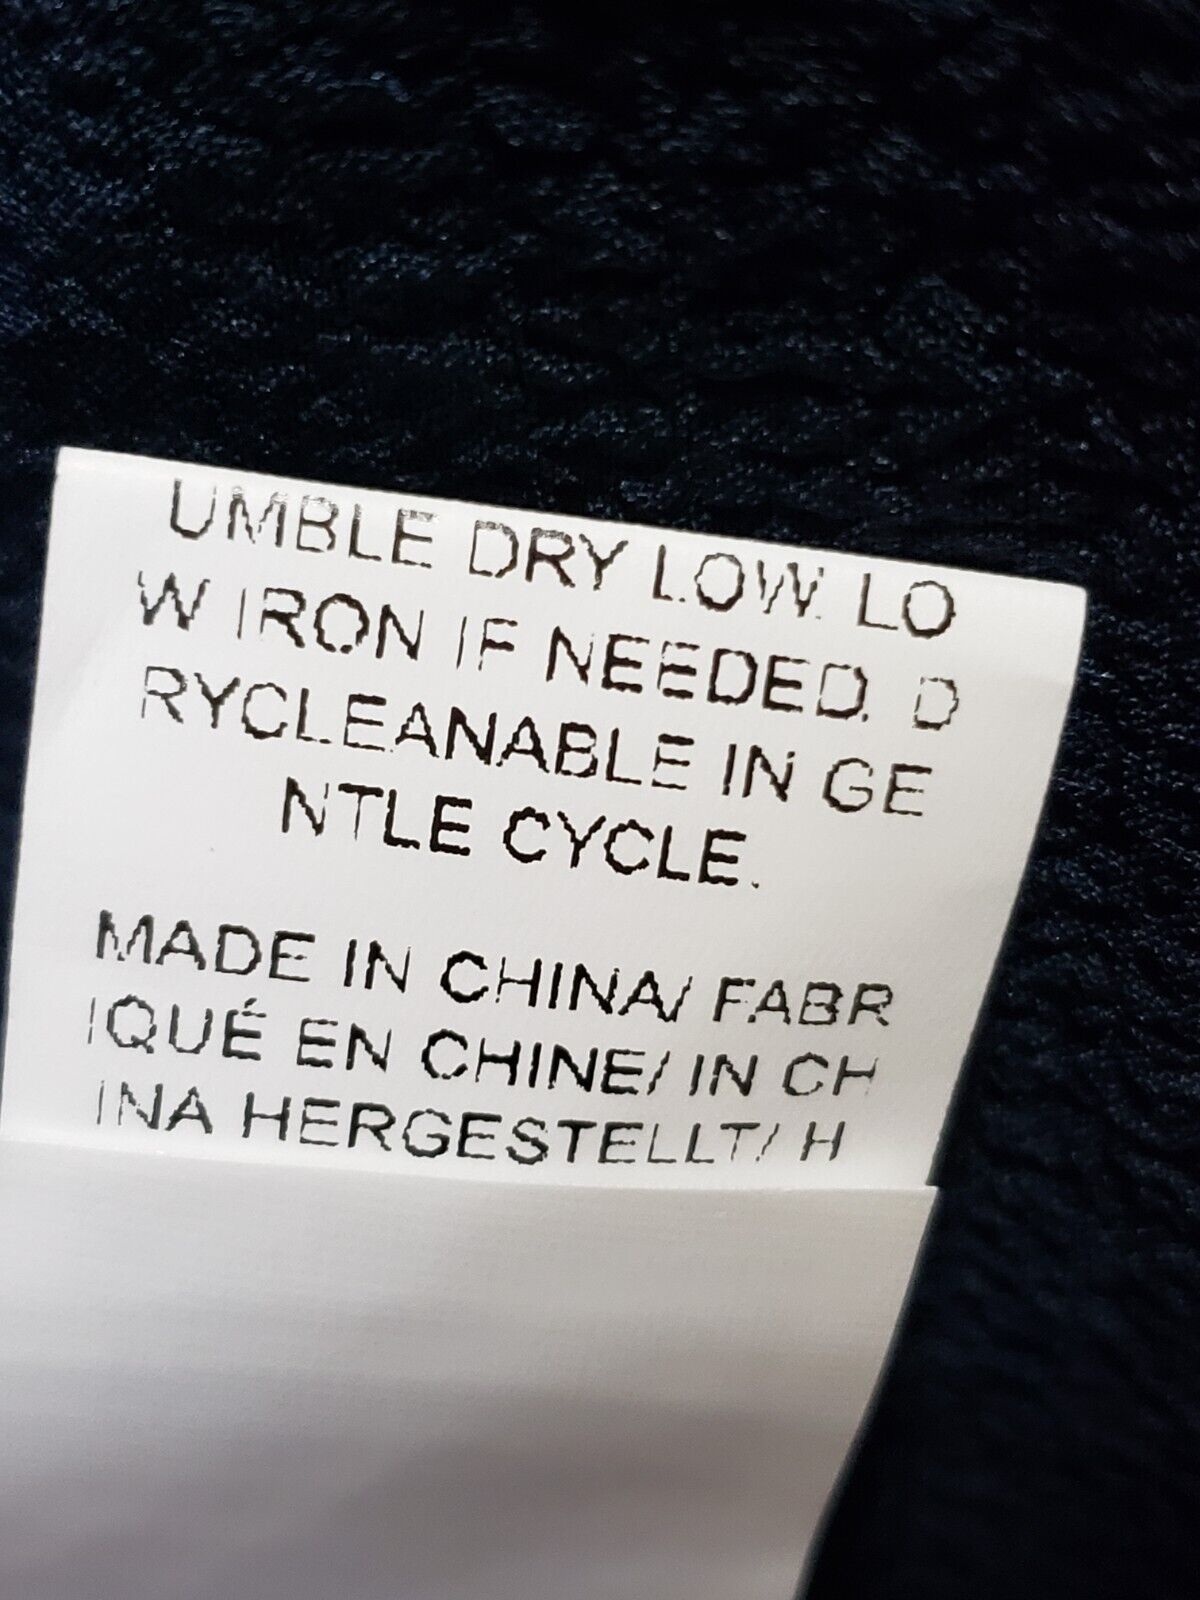 UMBLE DRY LOW. LO
W IRON IF NEEDED. D
RYCLEANABLE IN GE
NTLE CYCLE.
MADE IN CHINA/ FABR
IQUÉ EN CHINE/ IN CH
INA HERGESTELLT/ H